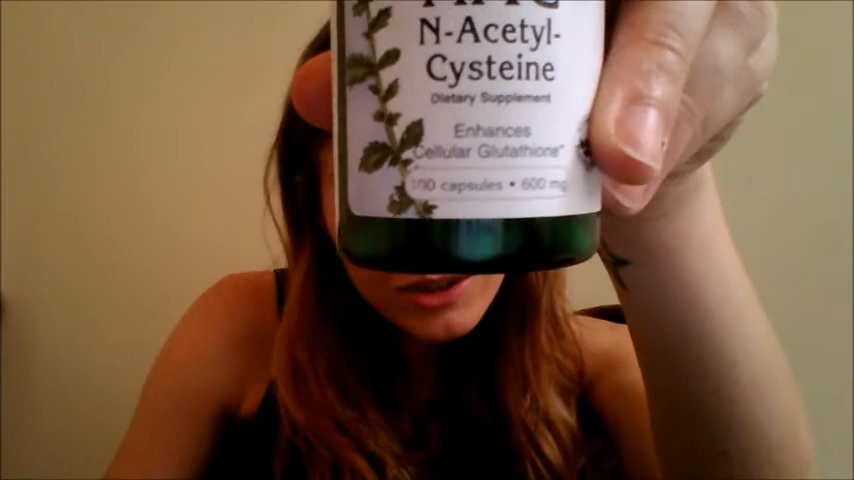 N-Acetyl-
Cysteine
Dietary Supplement
Enhances
Cellular Glutathione*
100 capsules • 600 mg